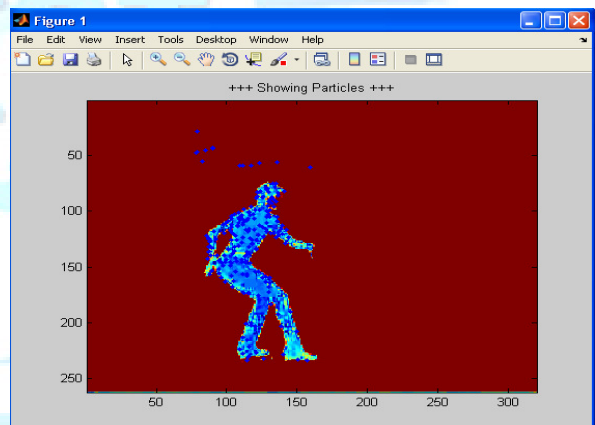 Figure 1
File Edit View Insert Tools Desktop Window Help
+++ Showing Particles +++
50
100
150
200
250
50 100 150 200 250 300